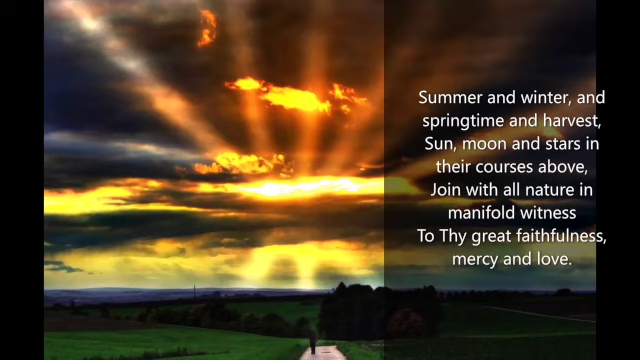 Summer and winter, and
springtime and harvest,
Sun, moon and stars in
their courses above,
Join with all nature in
manifold witness
To Thy great faithfulness,
mercy and love.